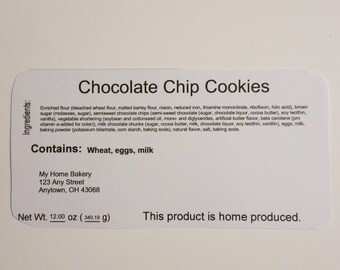 Chocolate Chip Cookies
Ingredients:
Enriched flour (bleached wheat flour, malted barley flour, niacin, reduced iron, thiamine mononitrate, riboflavin, folic acid), brown
sugar (molasses, sugar), semisweet chocolate chips (semi-sweet chocolate (sugar, chocolate liquor, cocoa butter), soy lecithin,
vanilla), vegetable shortening (soybean and cottonseed oil, mono- and diglycerides, artificial butter flavor, beta carotene (pro
vitamin a-added for color)), milk chocolate chunks (sugar, cocoa butter, milk, chocolate liquor, soy lecithin, vanillin), eggs, milk,
baking powder (potassium bitartrate, corn starch, baking soda), natural flavor, salt, baking soda.
Contains: Wheat, eggs, milk
My Home Bakery
123 Any Street
Anytown, OH 43068
Net Wt. 12.00 oz ( 340.19 g)
This product is home produced.